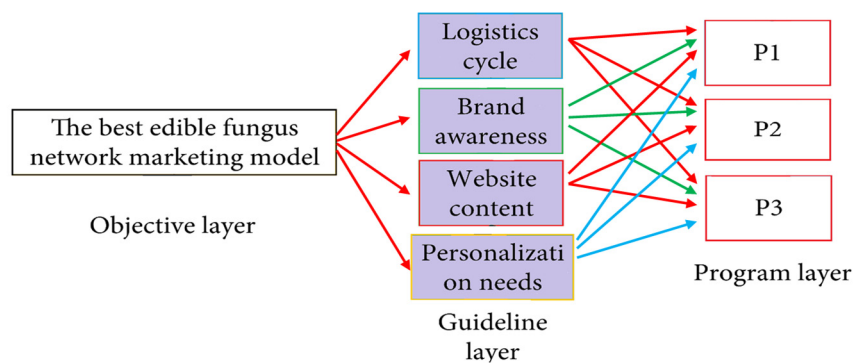 The best edible fungus
network marketing model
Objective layer
Logistics
cycle
Brand
awareness
Website
content
Personalizati
on needs
Guideline
layer
P1
P2
P3
Program layer